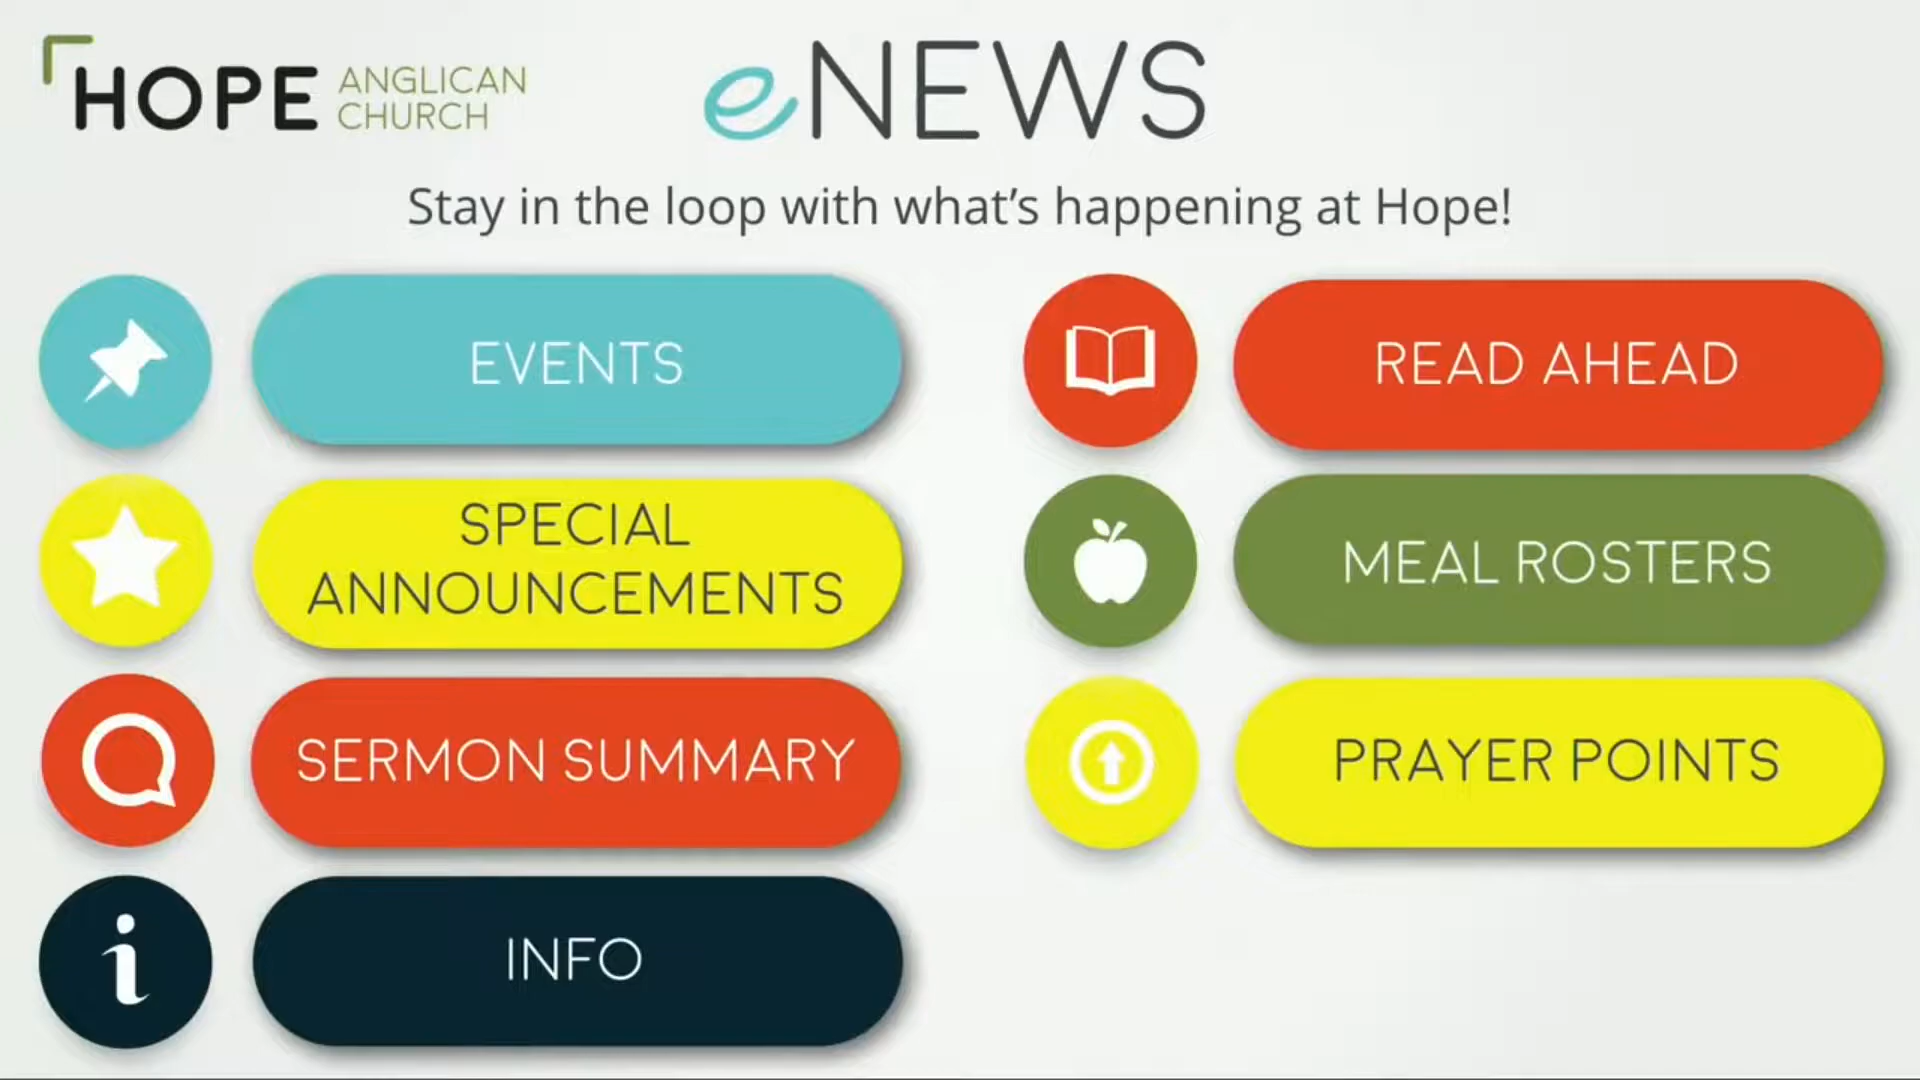 HOPE ANGLICAN CHURCH
eNEWS
Stay in the loop with what's happening at Hope!
EVENTS
SPECIAL
ANNOUNCEMENTS
SERMON SUMMARY
INFO
READ AHEAD
MEAL ROSTERS
PRAYER POINTS